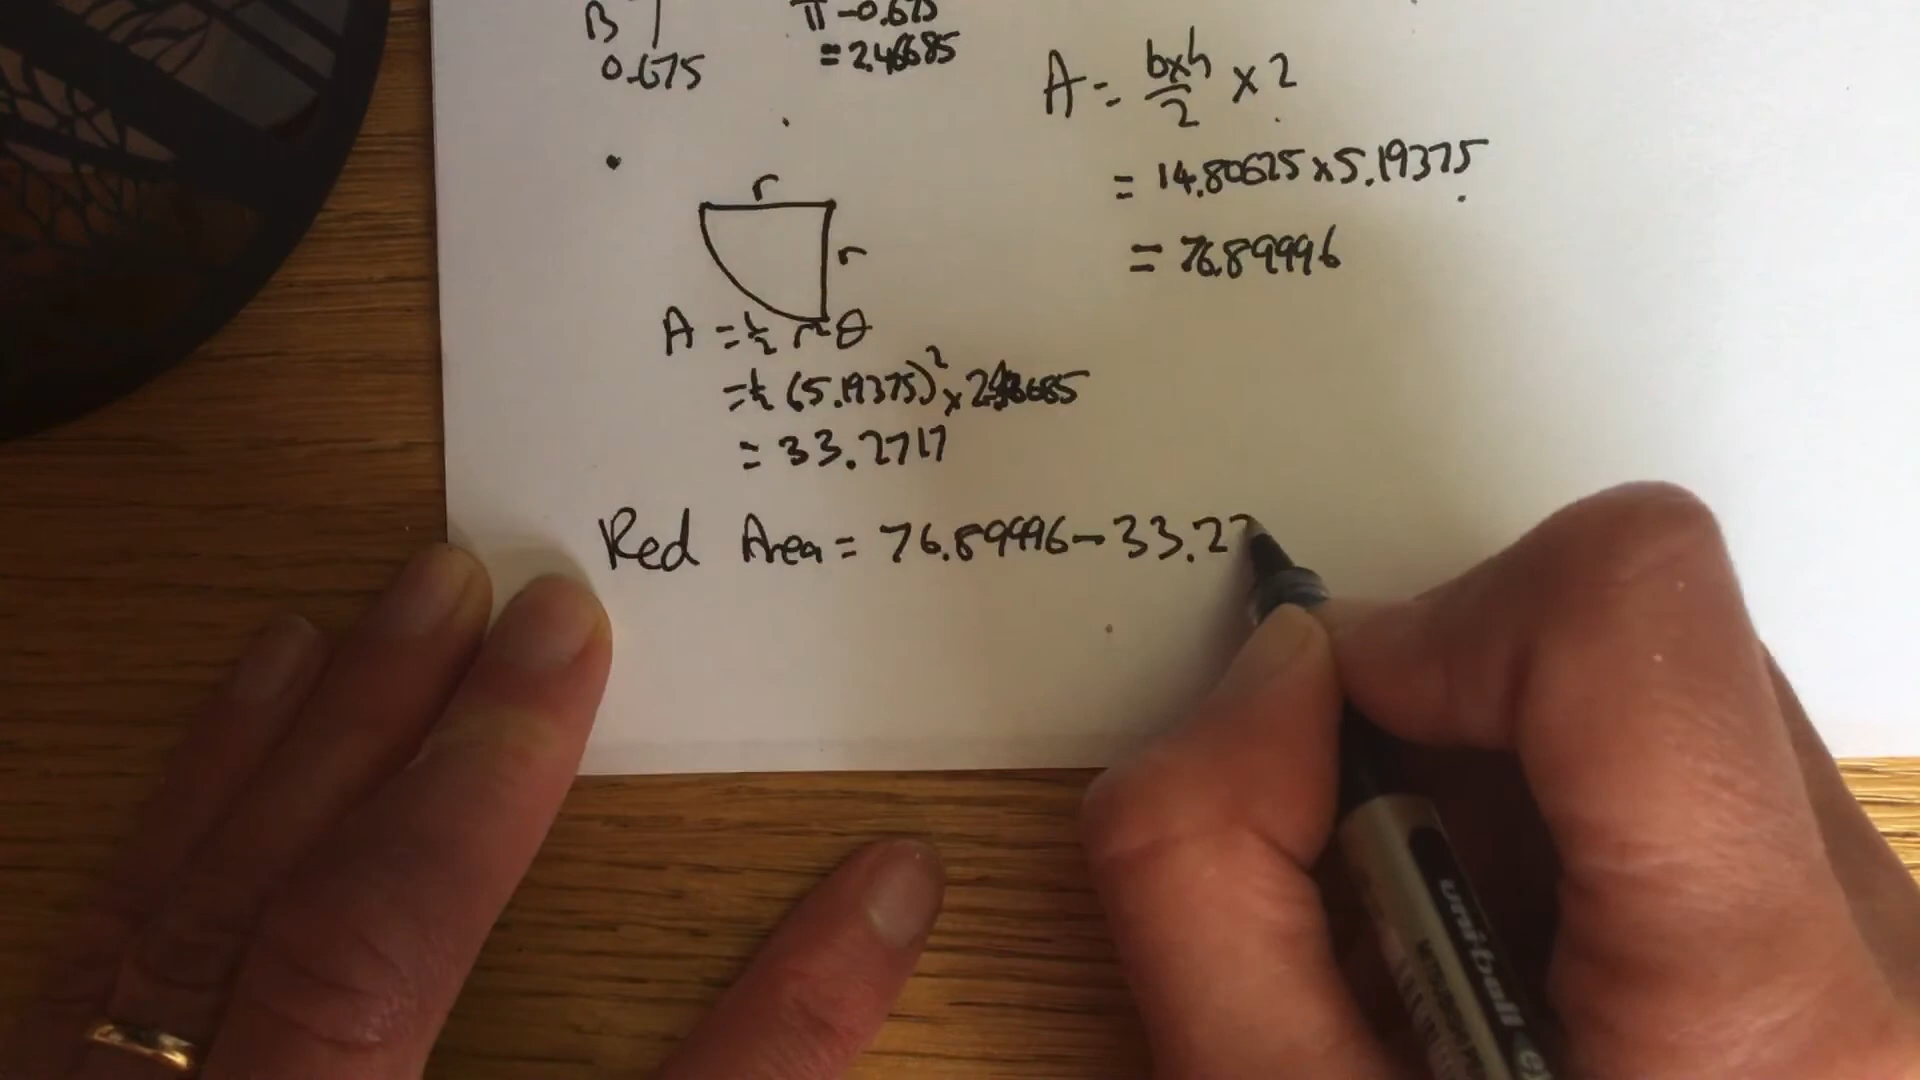 B
0.675
π - 0.675
= 2.46685
A = b×h/2 × 2
= 14.80625 × 5.19375
= 76.89996
r
r
A = ½ r² θ
= ½ (5.19375)² × 2.46685
= 33.2717
Red Area = 76.89996 - 33.27
uniball